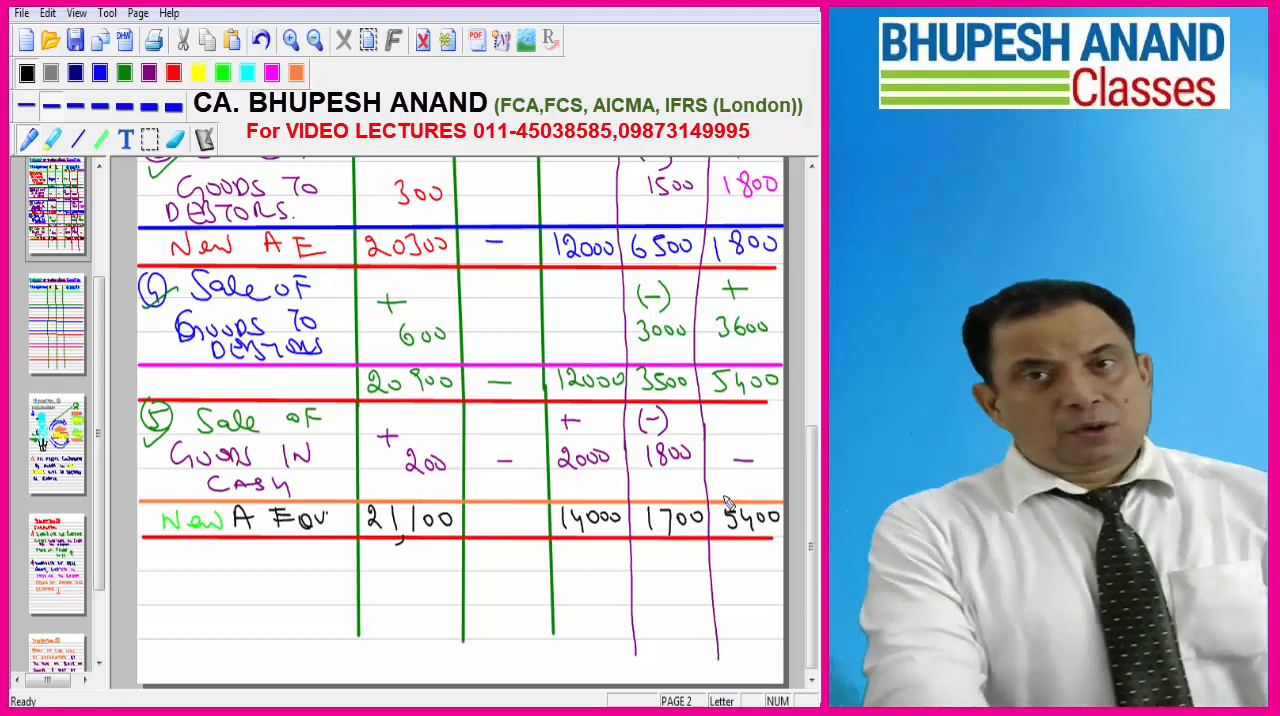 File Edit View Tool Page Help
BHUPESH ANAND
Classes
CA. BHUPESH ANAND (FCA,FCS, AICMA, IFRS (London))
For VIDEO LECTURES 011-45038585,09873149995
GOODS TO 300 1500 1800
DEBTORS.
New A E 20300 - 12000 6500 1800
4 Sale OF + (-) +
GOODS TO 600 3000 3600
DEBTORS
20900 - 12000 3500 5400
5 Sale OF + + (-)
GOODS IN 200 - 2000 1800 -
CASH
New A EQU. 21,100 14000 1700 5400
Ready PAGE 2 Letter NUM